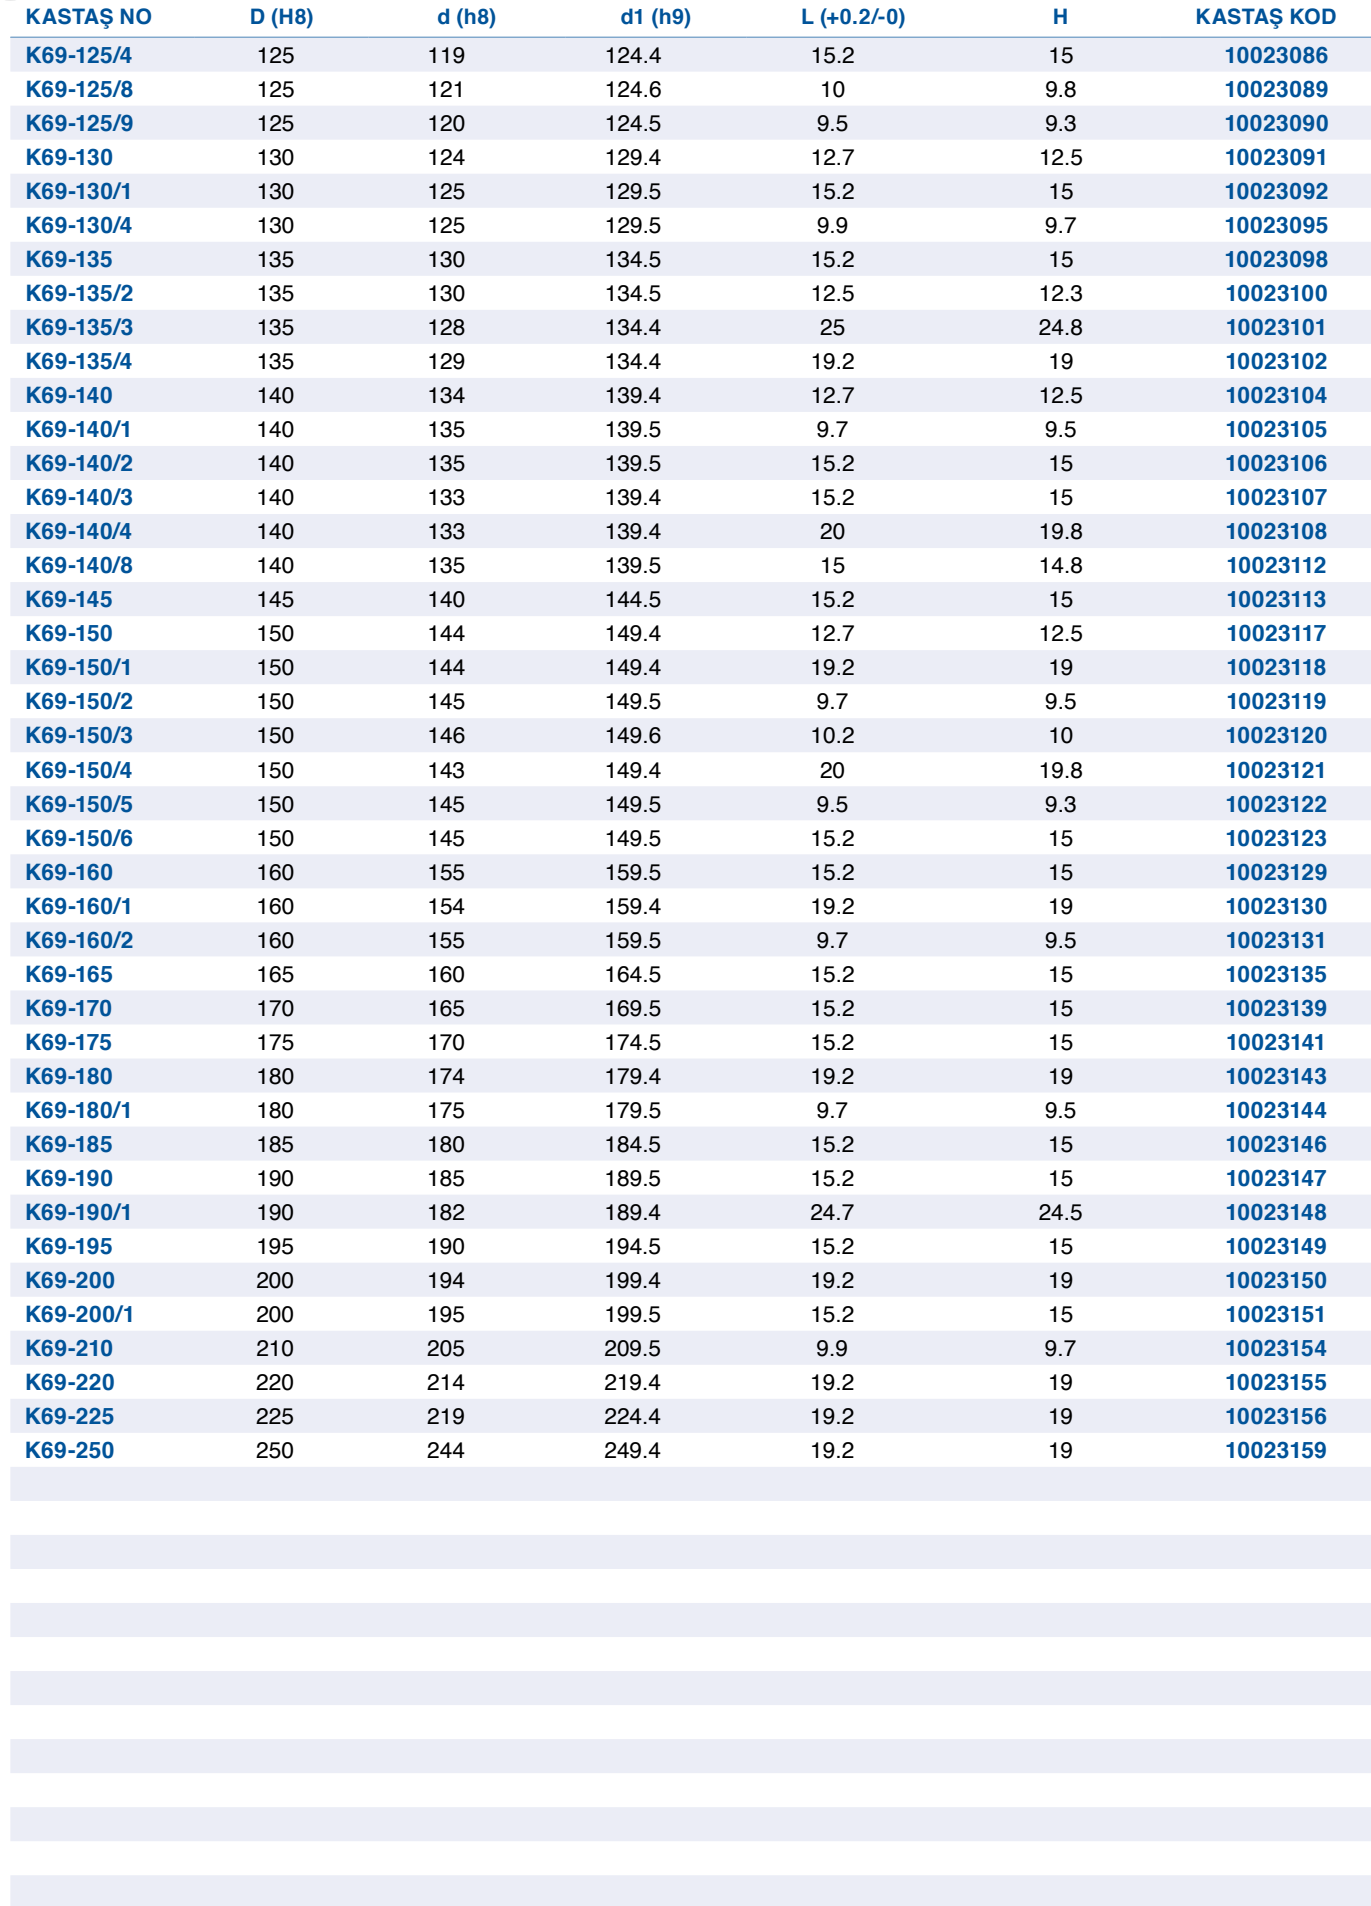 KASTAŞ NO D (H8) d (h8) d1 (h9) L (+0.2/-0) H KASTAŞ KOD
K69-125/4 125 119 124.4 15.2 15 10023086
K69-125/8 125 121 124.6 10 9.8 10023089
K69-125/9 125 120 124.5 9.5 9.3 10023090
K69-130 130 124 129.4 12.7 12.5 10023091
K69-130/1 130 125 129.5 15.2 15 10023092
K69-130/4 130 125 129.5 9.9 9.7 10023095
K69-135 135 130 134.5 15.2 15 10023098
K69-135/2 135 130 134.5 12.5 12.3 10023100
K69-135/3 135 128 134.4 25 24.8 10023101
K69-135/4 135 129 134.4 19.2 19 10023102
K69-140 140 134 139.4 12.7 12.5 10023104
K69-140/1 140 135 139.5 9.7 9.5 10023105
K69-140/2 140 135 139.5 15.2 15 10023106
K69-140/3 140 133 139.4 15.2 15 10023107
K69-140/4 140 133 139.4 20 19.8 10023108
K69-140/8 140 135 139.5 15 14.8 10023112
K69-145 145 140 144.5 15.2 15 10023113
K69-150 150 144 149.4 12.7 12.5 10023117
K69-150/1 150 144 149.4 19.2 19 10023118
K69-150/2 150 145 149.5 9.7 9.5 10023119
K69-150/3 150 146 149.6 10.2 10 10023120
K69-150/4 150 143 149.4 20 19.8 10023121
K69-150/5 150 145 149.5 9.5 9.3 10023122
K69-150/6 150 145 149.5 15.2 15 10023123
K69-160 160 155 159.5 15.2 15 10023129
K69-160/1 160 154 159.4 19.2 19 10023130
K69-160/2 160 155 159.5 9.7 9.5 10023131
K69-165 165 160 164.5 15.2 15 10023135
K69-170 170 165 169.5 15.2 15 10023139
K69-175 175 170 174.5 15.2 15 10023141
K69-180 180 174 179.4 19.2 19 10023143
K69-180/1 180 175 179.5 9.7 9.5 10023144
K69-185 185 180 184.5 15.2 15 10023146
K69-190 190 185 189.5 15.2 15 10023147
K69-190/1 190 182 189.4 24.7 24.5 10023148
K69-195 195 190 194.5 15.2 15 10023149
K69-200 200 194 199.4 19.2 19 10023150
K69-200/1 200 195 199.5 15.2 15 10023151
K69-210 210 205 209.5 9.9 9.7 10023154
K69-220 220 214 219.4 19.2 19 10023155
K69-225 225 219 224.4 19.2 19 10023156
K69-250 250 244 249.4 19.2 19 10023159